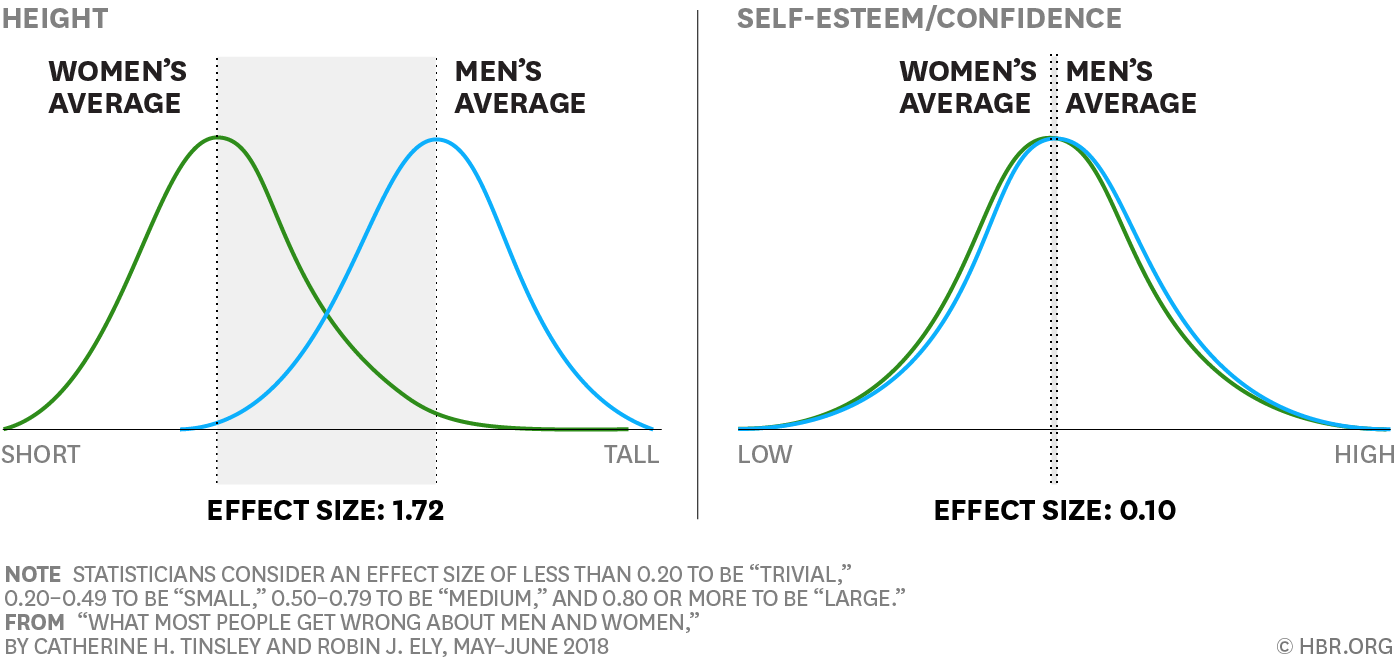 HEIGHT
WOMEN’S
AVERAGE
MEN’S
AVERAGE
SHORT
TALL
EFFECT SIZE: 1.72
SELF-ESTEEM/CONFIDENCE
WOMEN’S
AVERAGE
MEN’S
AVERAGE
LOW
HIGH
EFFECT SIZE: 0.10
NOTE STATISTICIANS CONSIDER AN EFFECT SIZE OF LESS THAN 0.20 TO BE “TRIVIAL,”
0.20–0.49 TO BE “SMALL,” 0.50–0.79 TO BE “MEDIUM,” AND 0.80 OR MORE TO BE “LARGE.”
FROM “WHAT MOST PEOPLE GET WRONG ABOUT MEN AND WOMEN,”
BY CATHERINE H. TINSLEY AND ROBIN J. ELY, MAY–JUNE 2018
© HBR.ORG